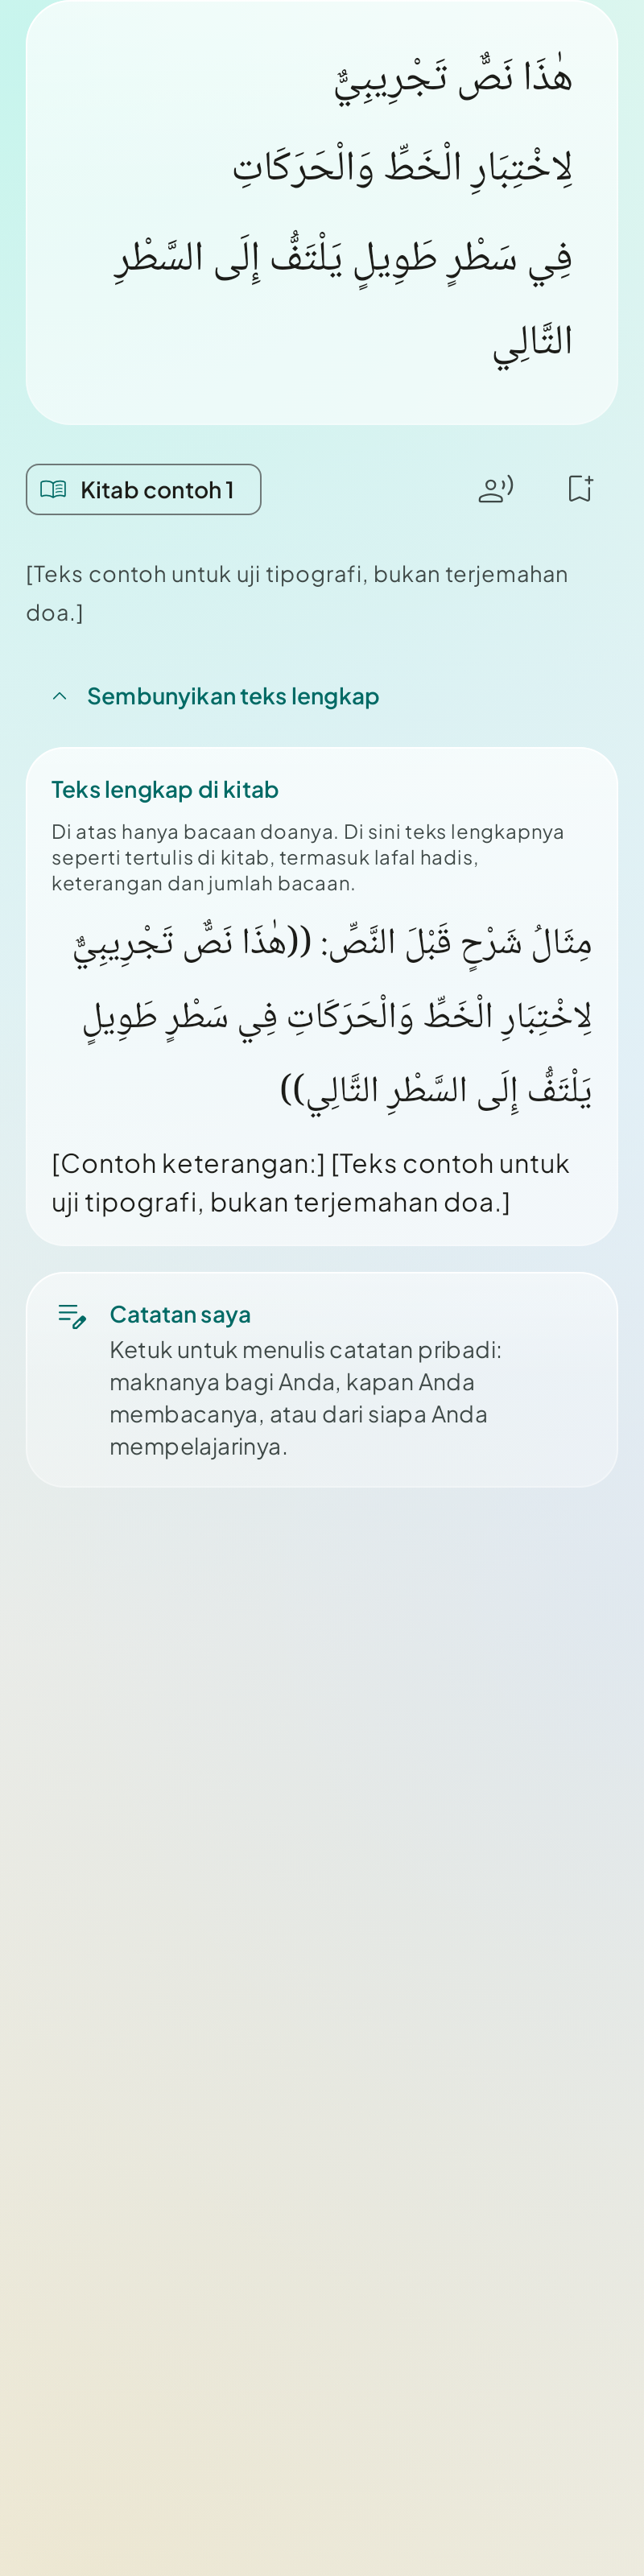 هٰذَا نَصٌّ تَجْرِيبِيٌّ
لِاخْتِبَارِ الْخَطِّ وَالْحَرَكَاتِ
فِي سَطْرٍ طَوِيلٍ يَلْتَفُّ إِلَى السَّطْرِ
التَّالِي
Kitab contoh 1
[Teks contoh untuk uji tipografi, bukan terjemahan
doa.]
Sembunyikan teks lengkap
Teks lengkap di kitab
Di atas hanya bacaan doanya. Di sini teks lengkapnya
seperti tertulis di kitab, termasuk lafal hadis,
keterangan dan jumlah bacaan.
مِثَالُ شَرْحٍ قَبْلَ النَّصِّ: ((هٰذَا نَصٌّ تَجْرِيبِيٌّ
لِاخْتِبَارِ الْخَطِّ وَالْحَرَكَاتِ فِي سَطْرٍ طَوِيلٍ
يَلْتَفُّ إِلَى السَّطْرِ التَّالِي))
[Contoh keterangan:] [Teks contoh untuk
uji tipografi, bukan terjemahan doa.]
Catatan saya
Ketuk untuk menulis catatan pribadi:
maknanya bagi Anda, kapan Anda
membacanya, atau dari siapa Anda
mempelajarinya.